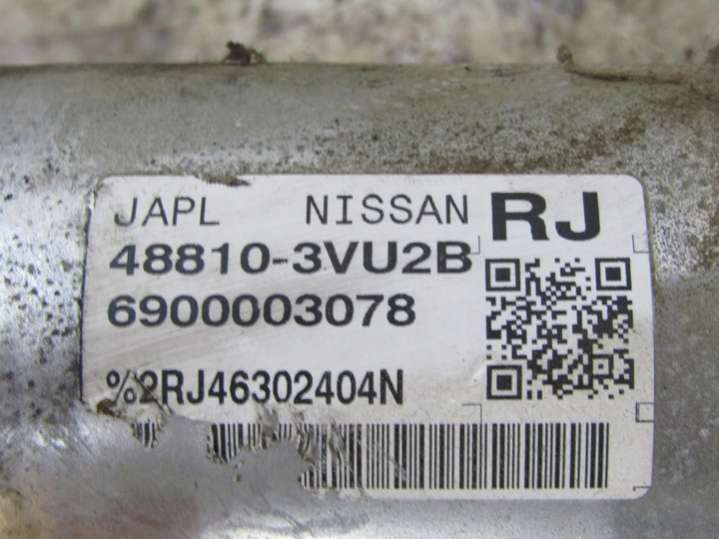 JAPL NISSAN RJ
48810-3VU2B
6900003078
%2RJ46302404N